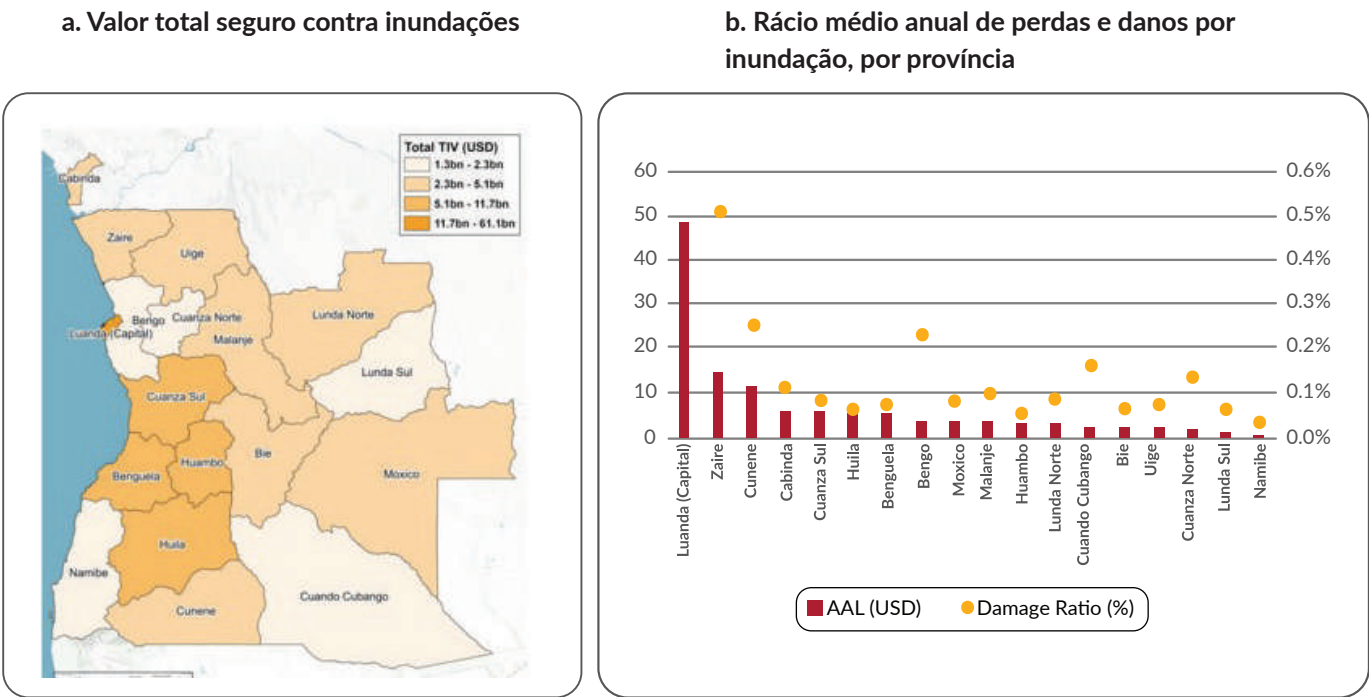 a. Valor total seguro contra inundações
b. Rácio médio anual de perdas e danos por
inundação, por província
Total TIV (USD)
1.3bn - 2.3bn
2.3bn - 5.1bn
5.1bn - 11.7bn
11.7bn - 61.1bn
Cabinda
Zaire
Uige
Bengo
Cuanza Norte
Luanda (Capital)
Malanje
Lunda Norte
Lunda Sul
Cuanza Sul
Benguela
Huambo
Bie
Moxico
Huila
Namibe
Cunene
Cuando Cubango
60
50
40
30
20
10
0
0.6%
0.5%
0.4%
0.3%
0.2%
0.1%
0.0%
Luanda (Capital)
Zaire
Cunene
Cabinda
Cuanza Sul
Huila
Benguela
Bengo
Moxico
Malanje
Huambo
Lunda Norte
Cuando Cubango
Bie
Uige
Cuanza Norte
Lunda Sul
Namibe
AAL (USD)
Damage Ratio (%)